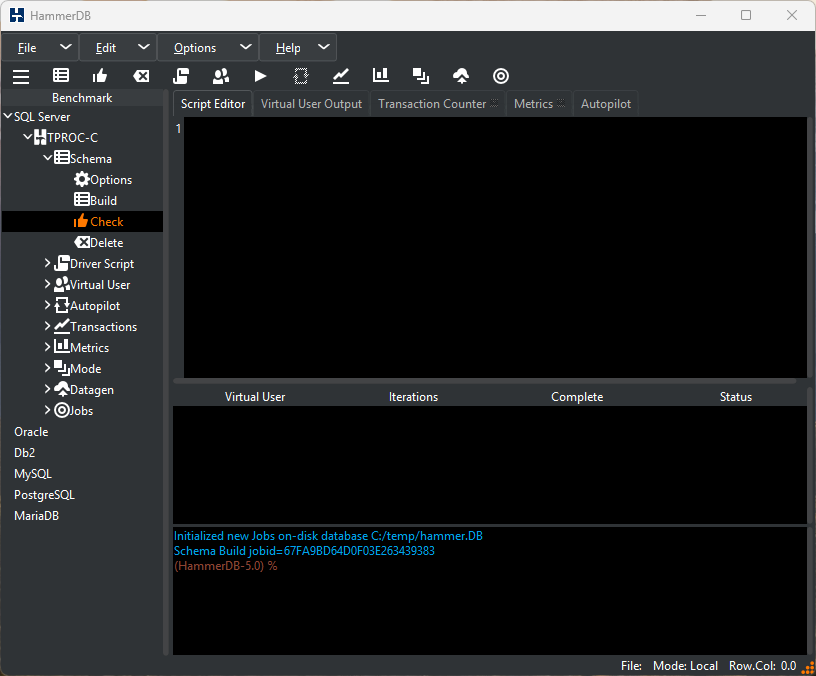 HammerDB
File Edit Options Help
Benchmark
Script Editor Virtual User Output Transaction Counter Metrics Autopilot
1
SQL Server
TPROC-C
Schema
Options
Build
Check
Delete
Driver Script
Virtual User
Autopilot
Transactions
Metrics
Mode
Datagen
Jobs
Oracle
Db2
MySQL
PostgreSQL
MariaDB
Virtual User Iterations Complete Status
Initialized new Jobs on-disk database C:/temp/hammer.DB
Schema Build jobid=67FA9BD64D0F03E263439383
(HammerDB-5.0) %
File: Mode: Local Row.Col: 0.0